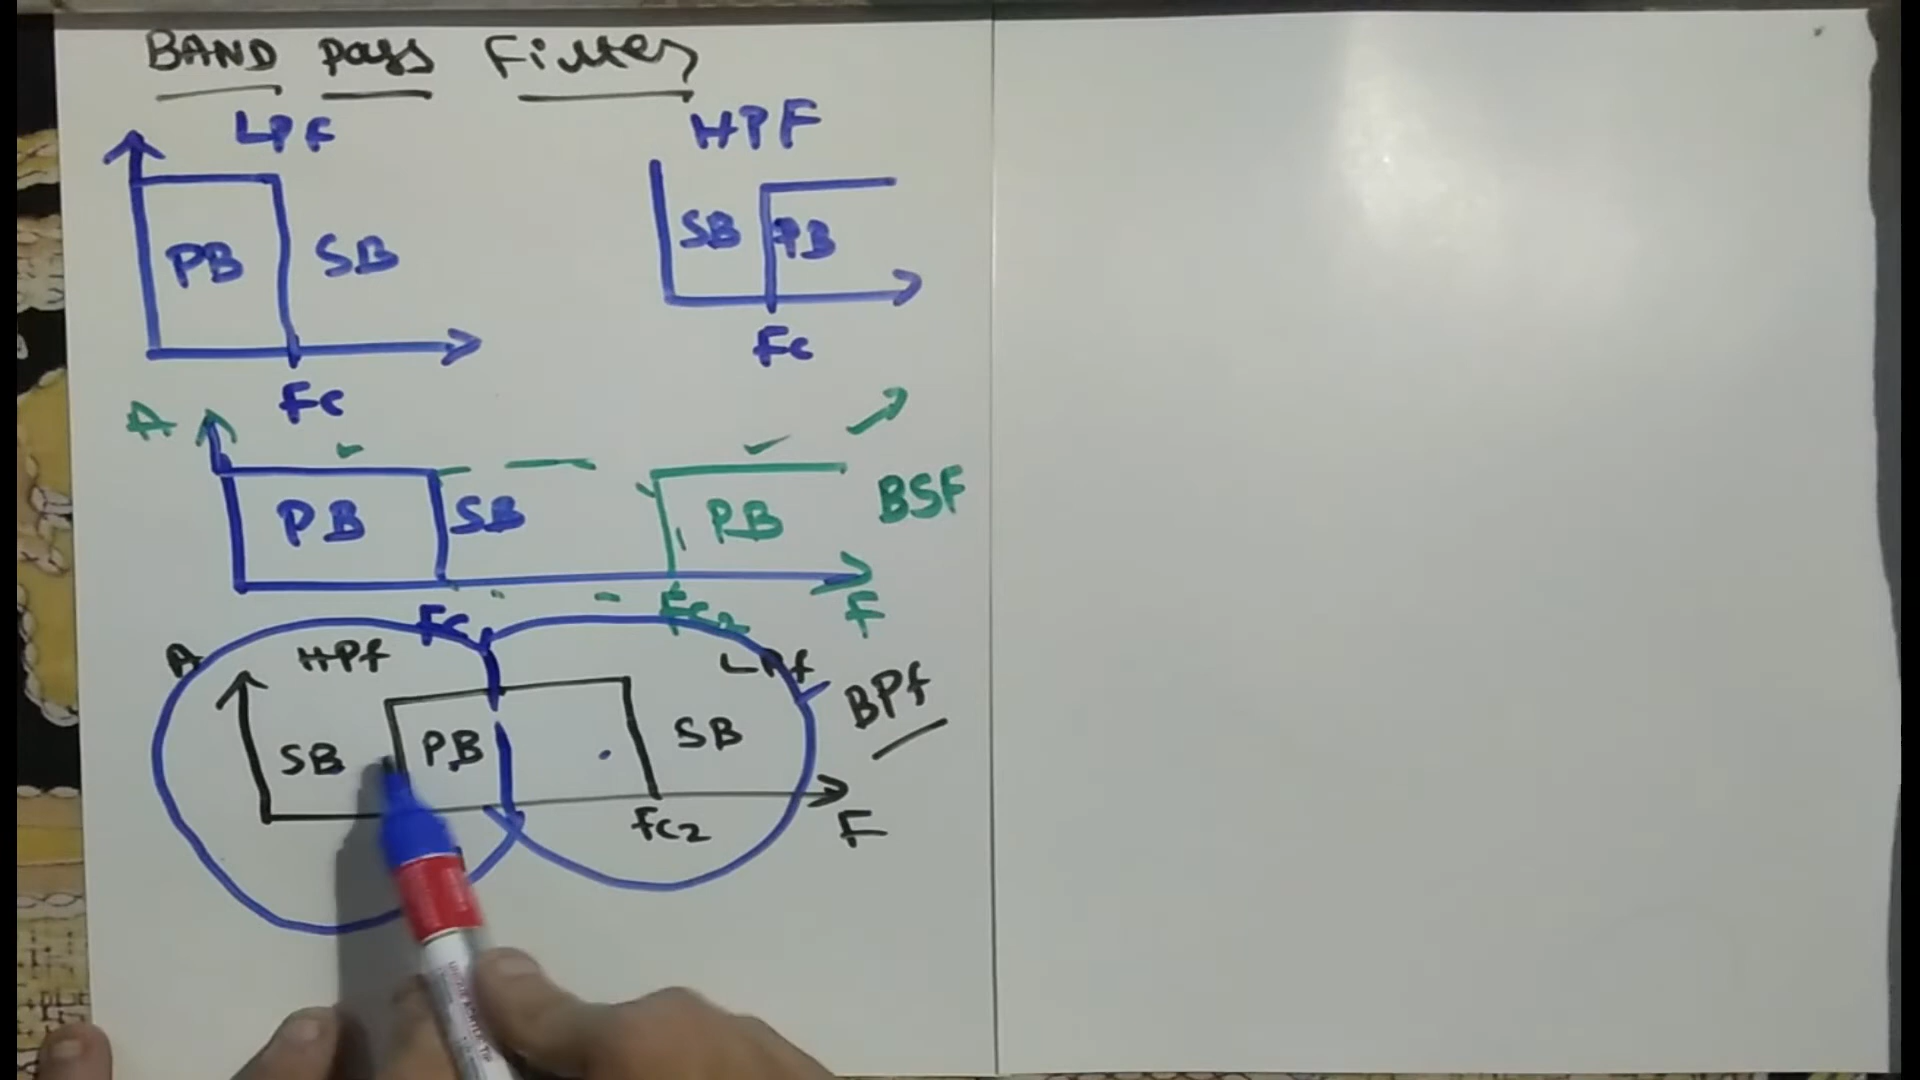 BAND Pass Filter
LPF
HPF
PB SB
SB PB
Fc
Fc
A
PB SB PB BSF
Fc1 Fc2 F
A HPf LPf
SB PB SB BPf
fc2 F